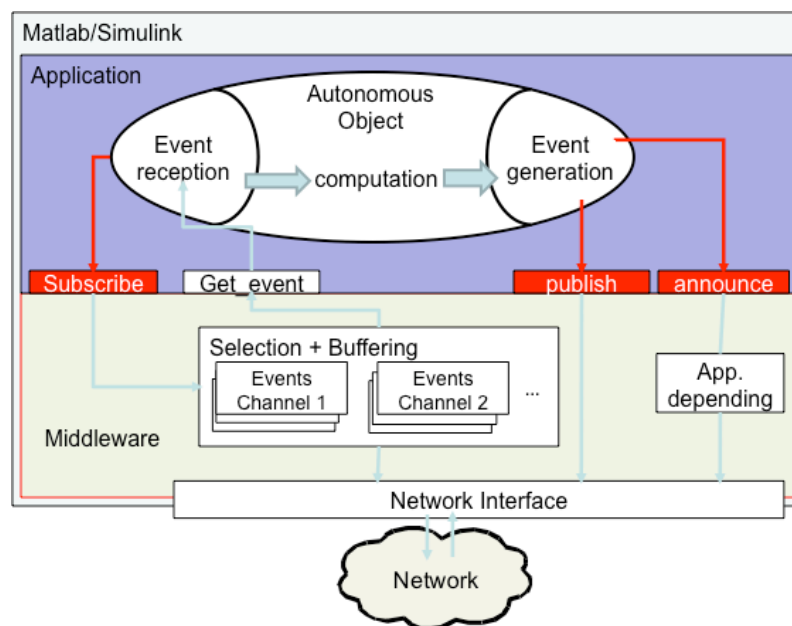 Matlab/Simulink
Application
Autonomous
Object
Event
reception
computation
Event
generation
Subscribe
Get_event
publish
announce
Selection + Buffering
Events
Channel 1
Events
Channel 2
...
App.
depending
Middleware
Network Interface
Network